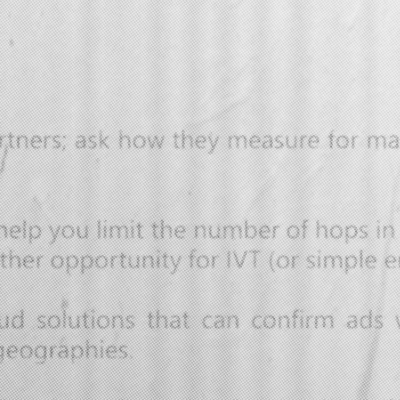 rtners; ask how they measure for ma
help you limit the number of hops in
ther opportunity for IVT (or simple e
ud solutions that can confirm ads
geographies.